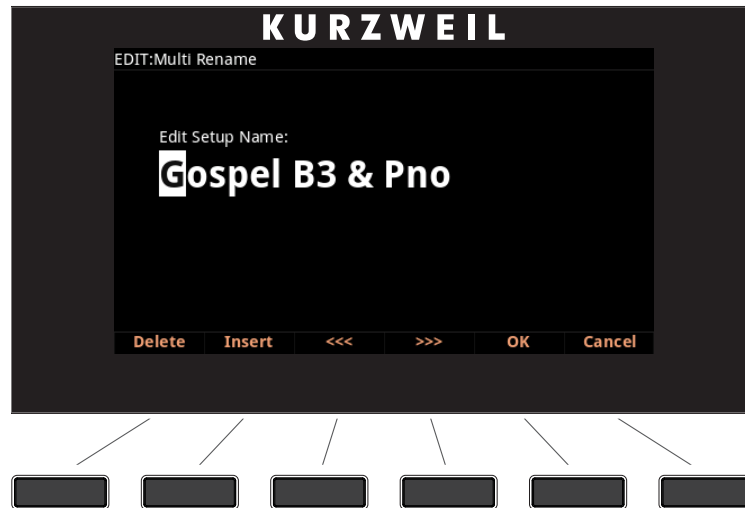 KURZWEIL
EDIT:Multi Rename
Edit Setup Name:
Gospel B3 & Pno
Delete Insert <<< >>> OK Cancel